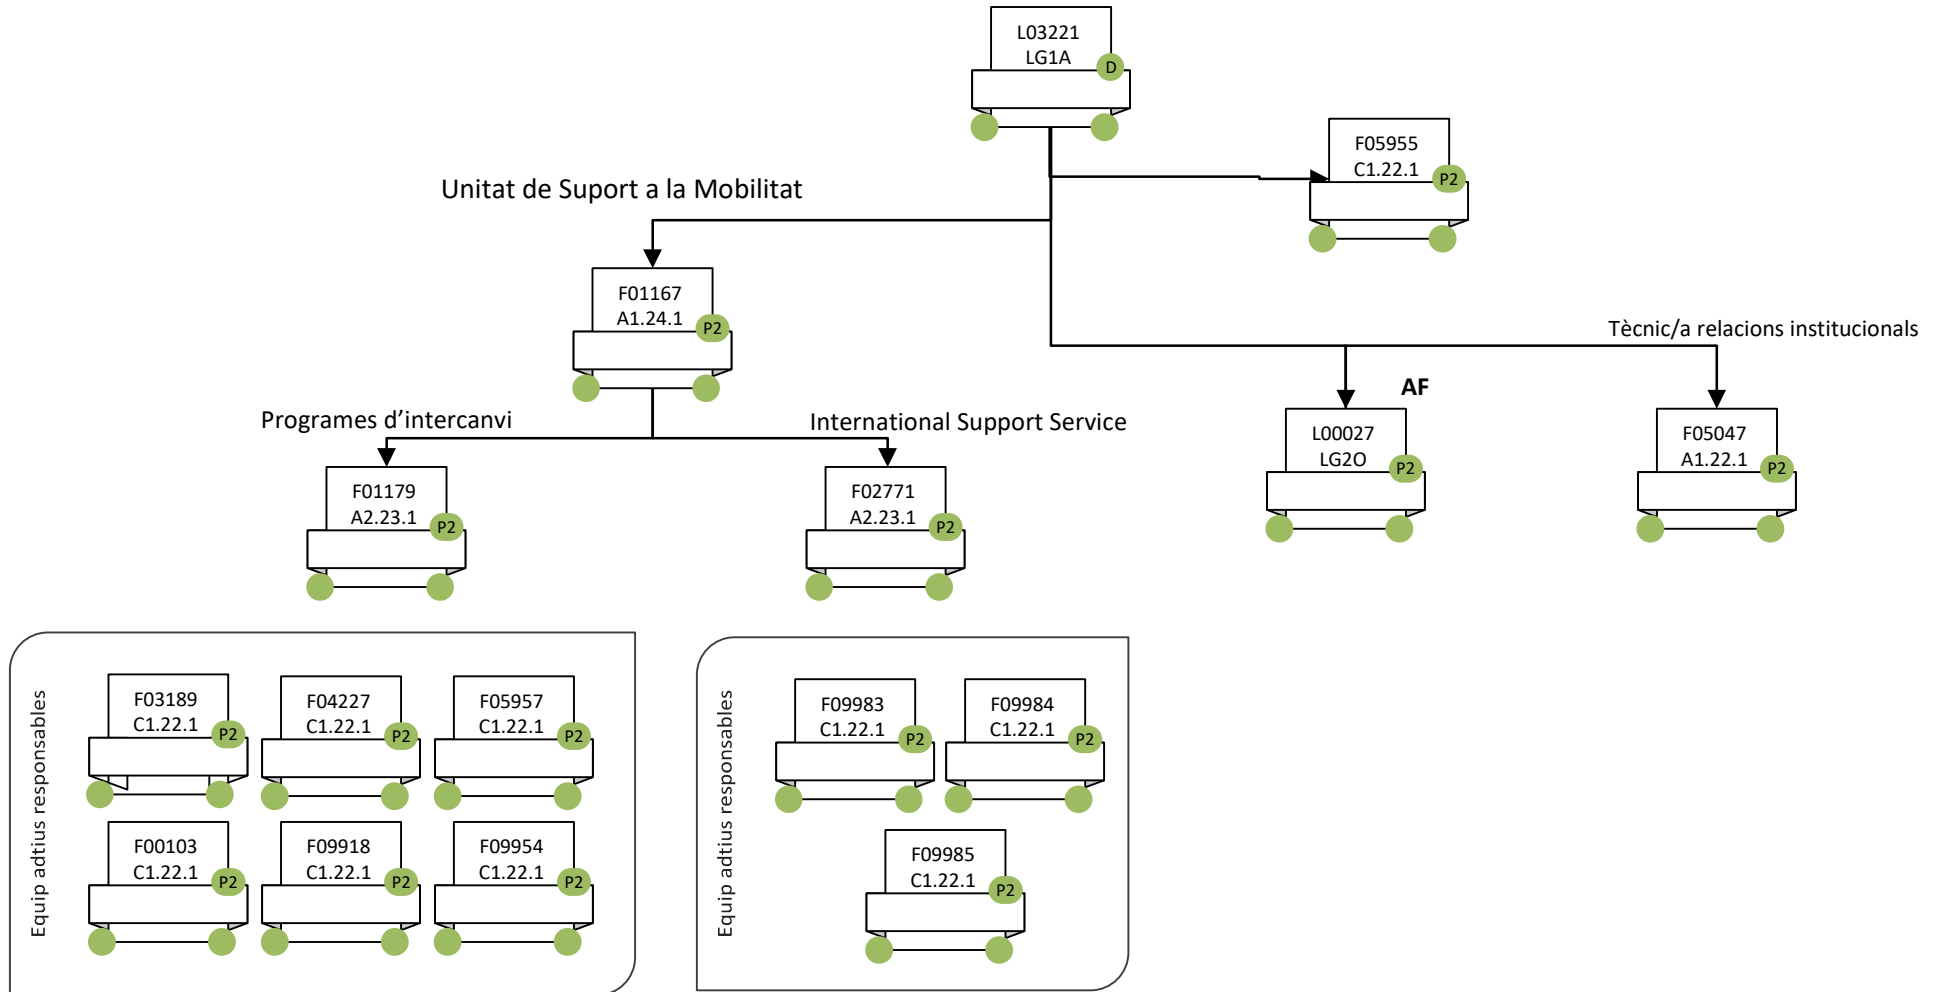 L03221
LG1A
D
F05955
C1.22.1
P2
Unitat de Suport a la Mobilitat
F01167
A1.24.1
P2
Tècnic/a relacions institucionals
AF
Programes d’intercanvi
International Support Service
L00027
LG2O
P2
F05047
A1.22.1
P2
F01179
A2.23.1
P2
F02771
A2.23.1
P2
Equip adtius responsables
F03189
C1.22.1
P2
F04227
C1.22.1
P2
F05957
C1.22.1
P2
F00103
C1.22.1
P2
F09918
C1.22.1
P2
F09954
C1.22.1
P2
Equip adtius responsables
F09983
C1.22.1
P2
F09984
C1.22.1
P2
F09985
C1.22.1
P2